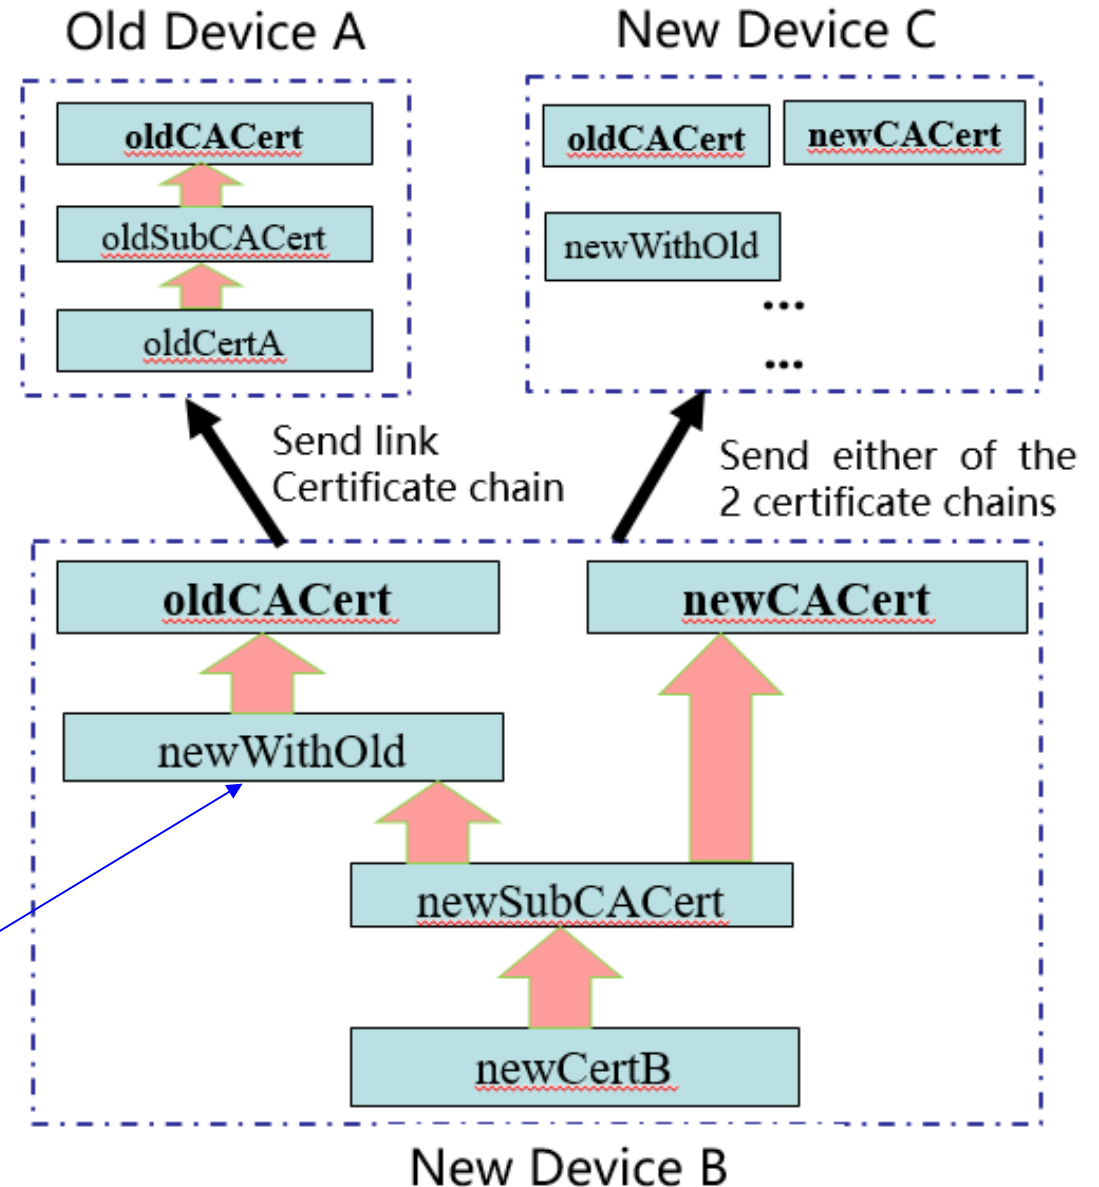 Old Device A
New Device C
oldCACert
oldSubCACert
oldCertA
oldCACert
newCACert
newWithOld
...
...
Send link
Certificate chain
Send either of the
2 certificate chains
oldCACert
newCACert
newWithOld
newSubCACert
newCertB
New Device B